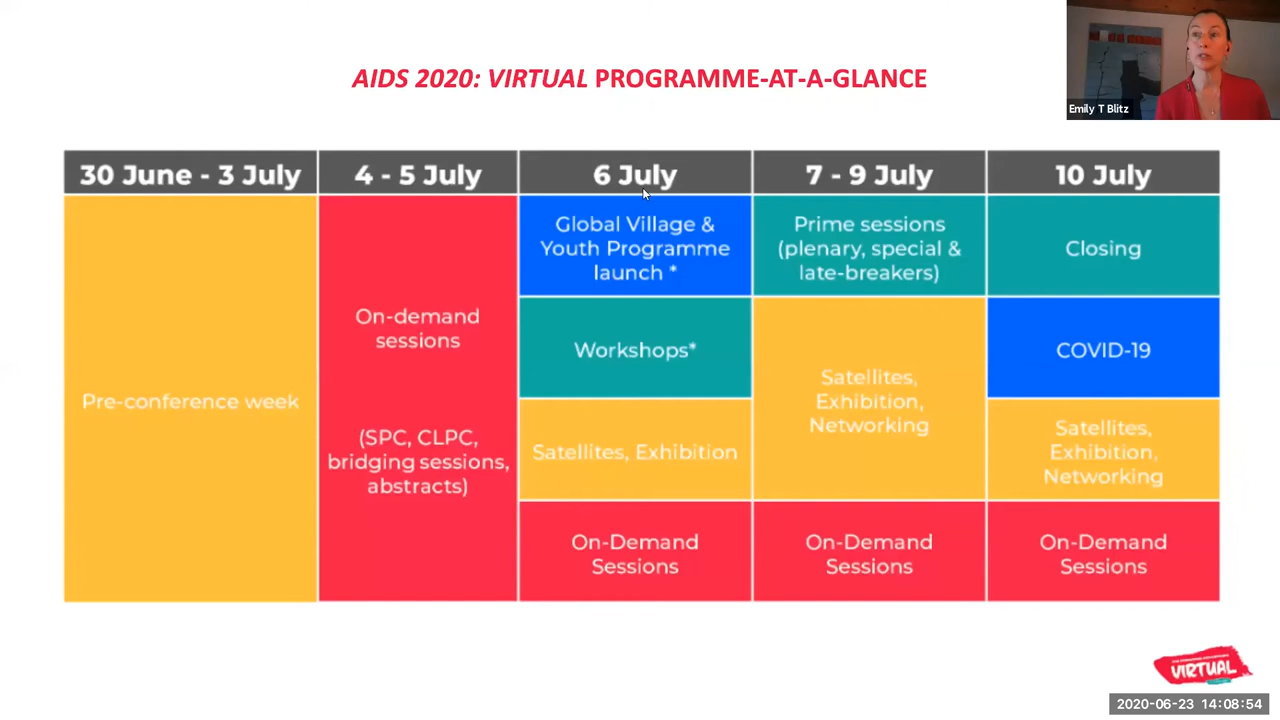 Emily T Blitz
AIDS 2020: VIRTUAL PROGRAMME-AT-A-GLANCE
30 June - 3 July
4 - 5 July
6 July
7 - 9 July
10 July
Pre-conference week
On-demand
sessions
(SPC, CLPC,
bridging sessions,
abstracts)
Global Village &
Youth Programme
launch *
Workshops*
Satellites, Exhibition
On-Demand
Sessions
Prime sessions
(plenary, special &
late-breakers)
Satellites,
Exhibition,
Networking
On-Demand
Sessions
Closing
COVID-19
Satellites,
Exhibition,
Networking
On-Demand
Sessions
VIRTUAL
2020-06-23 14:08:54